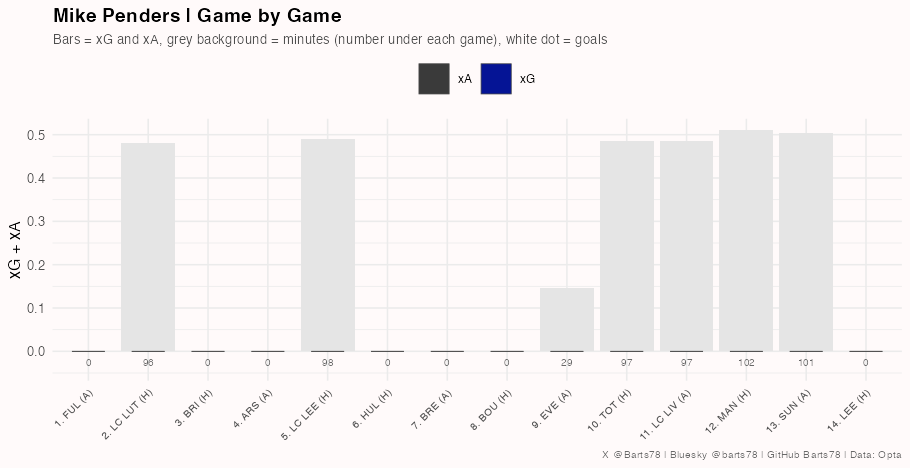 Mike Penders | Game by Game
Bars = xG and xA, grey background = minutes (number under each game), white dot = goals
xA xG
xG + xA
0.5
0.4
0.3
0.2
0.1
0.0
0 96 0 0 98 0 0 0 29 97 97 102 101 0
1. FUL (A)
2. LC LUT (H)
3. BRI (H)
4. ARS (A)
5. LC LEE (H)
6. HUL (H)
7. BRE (A)
8. BOU (H)
9. EVE (A)
10. TOT (H)
11. LC LIV (A)
12. MAN (H)
13. SUN (A)
14. LEE (H)
X @Barts78 | Bluesky @barts78 | GitHub Barts78 | Data: Opta